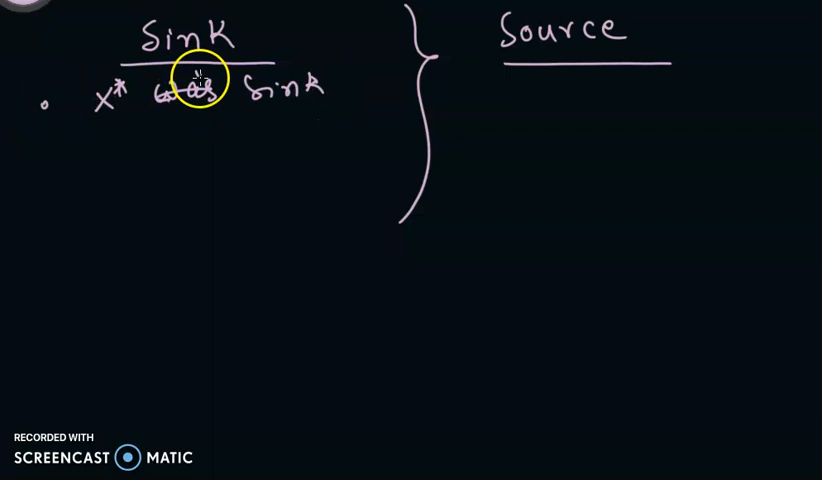 Sink
Source
x* Sink
RECORDED WITH
SCREENCAST MATIC